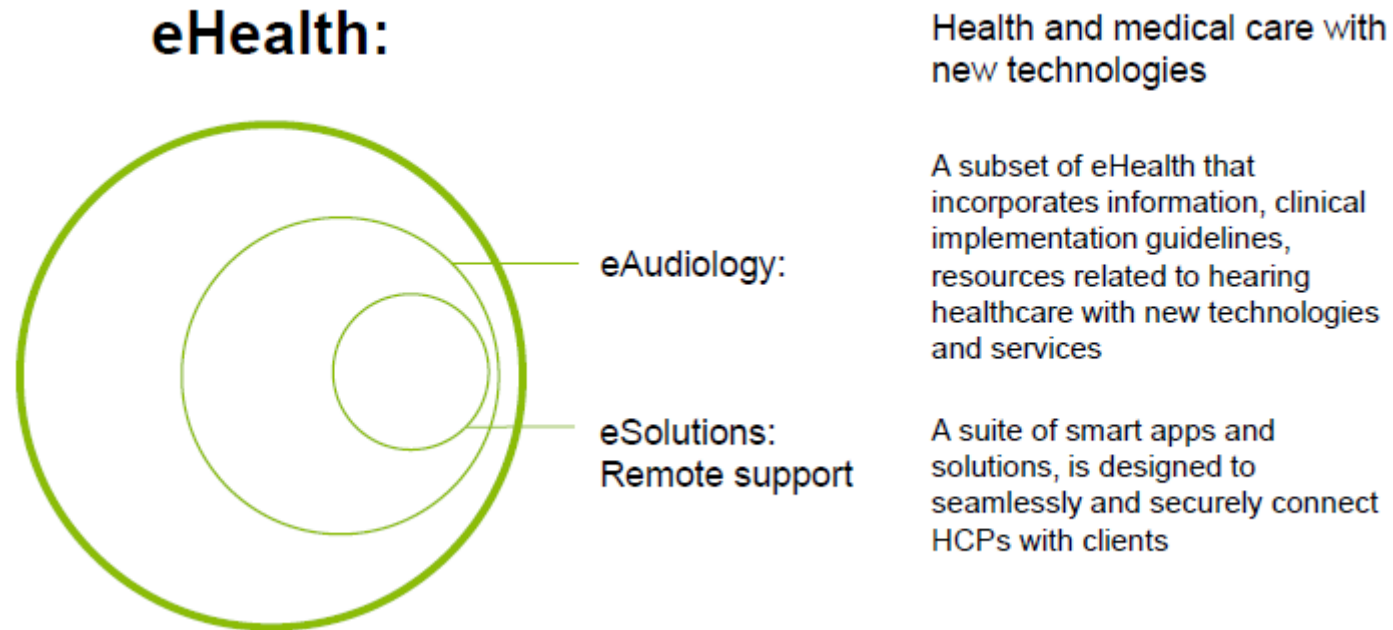 eHealth:
Health and medical care with
new technologies
eAudiology:
A subset of eHealth that
incorporates information, clinical
implementation guidelines,
resources related to hearing
healthcare with new technologies
and services
eSolutions:
Remote support
A suite of smart apps and
solutions, is designed to
seamlessly and securely connect
HCPs with clients